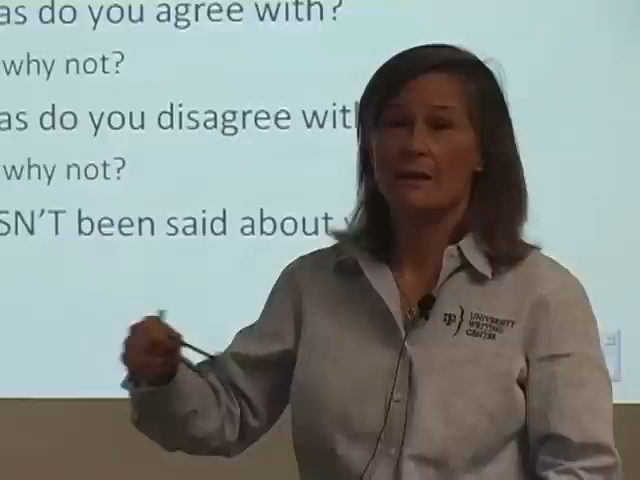 as do you agree with?
why not?
as do you disagree wit
why not?
SN'T been said about
UNIVERSITY
WRITING
CENTER